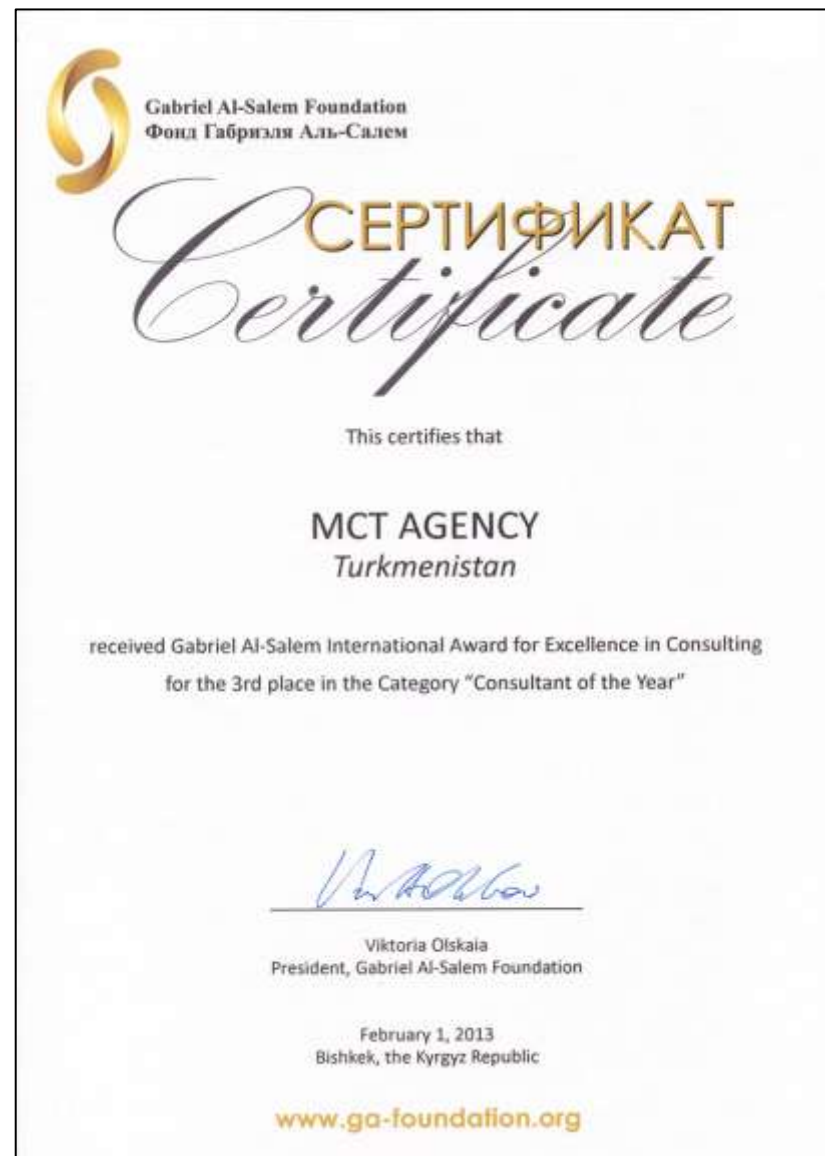 Gabriel Al-Salem Foundation
Фонд Габриэля Аль-Салем
СЕРТИФИКАТ
Certificate
This certifies that
MCT AGENCY
Turkmenistan
received Gabriel Al-Salem International Award for Excellence in Consulting
for the 3rd place in the Category “Consultant of the Year”
Viktoria Olskaia
President, Gabriel Al-Salem Foundation
February 1, 2013
Bishkek, the Kyrgyz Republic
www.ga-foundation.org